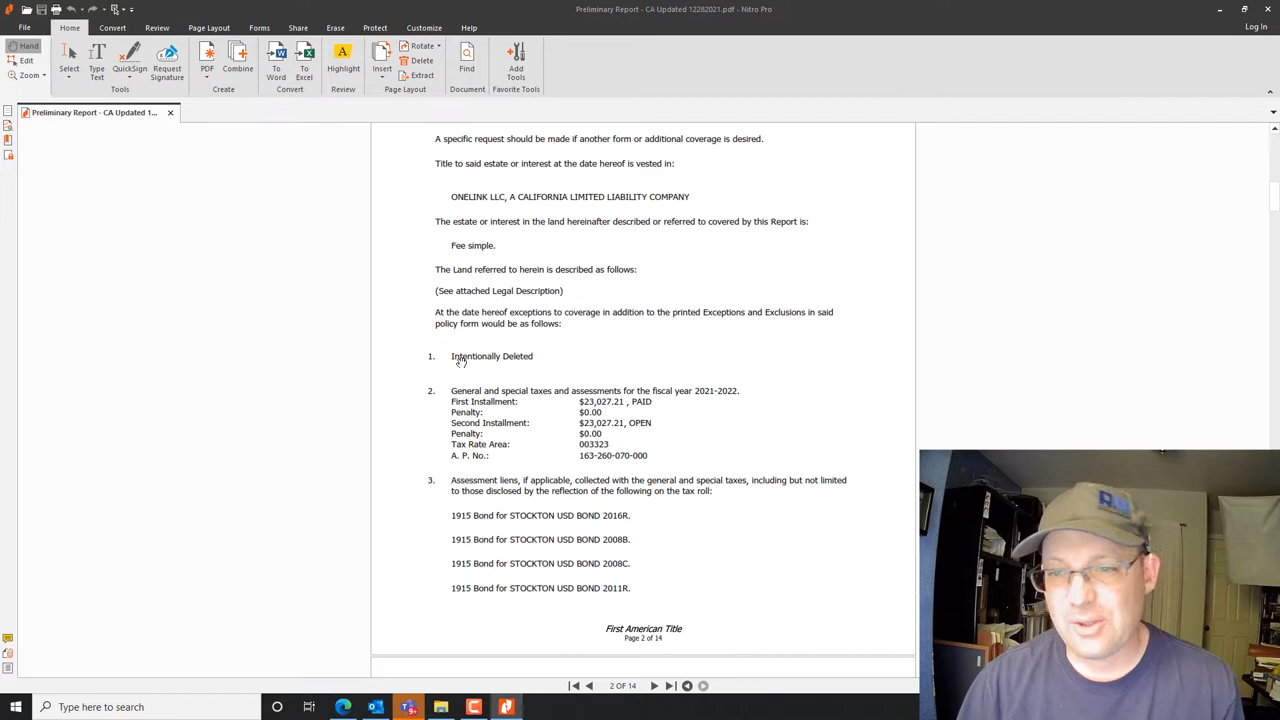 Preliminary Report - CA Updated 12282021.pdf - Nitro Pro
File Home Convert Review Page Layout Forms Share Erase Protect Customize Help
Log In
Hand
Edit
Zoom
Select
Type Text
QuickSign
Request Signature
Tools
PDF
Combine
Create
To Word
To Excel
Convert
Highlight
Review
Insert
Rotate
Delete
Extract
Page Layout
Find
Document
Add Tools
Favorite Tools
Preliminary Report - CA Updated 1...
A specific request should be made if another form or additional coverage is desired.
Title to said estate or interest at the date hereof is vested in:
ONELINK LLC, A CALIFORNIA LIMITED LIABILITY COMPANY
The estate or interest in the land hereinafter described or referred to covered by this Report is:
Fee simple.
The Land referred to herein is described as follows:
(See attached Legal Description)
At the date hereof exceptions to coverage in addition to the printed Exceptions and Exclusions in said
policy form would be as follows:
1. Intentionally Deleted
2. General and special taxes and assessments for the fiscal year 2021-2022.
First Installment: $23,027.21 , PAID
Penalty: $0.00
Second Installment: $23,027.21, OPEN
Penalty: $0.00
Tax Rate Area: 003323
A. P. No.: 163-260-070-000
3. Assessment liens, if applicable, collected with the general and special taxes, including but not limited
to those disclosed by the reflection of the following on the tax roll:
1915 Bond for STOCKTON USD BOND 2016R.
1915 Bond for STOCKTON USD BOND 2008B.
1915 Bond for STOCKTON USD BOND 2008C.
1915 Bond for STOCKTON USD BOND 2011R.
First American Title
Page 2 of 14
2 OF 14
Type here to search